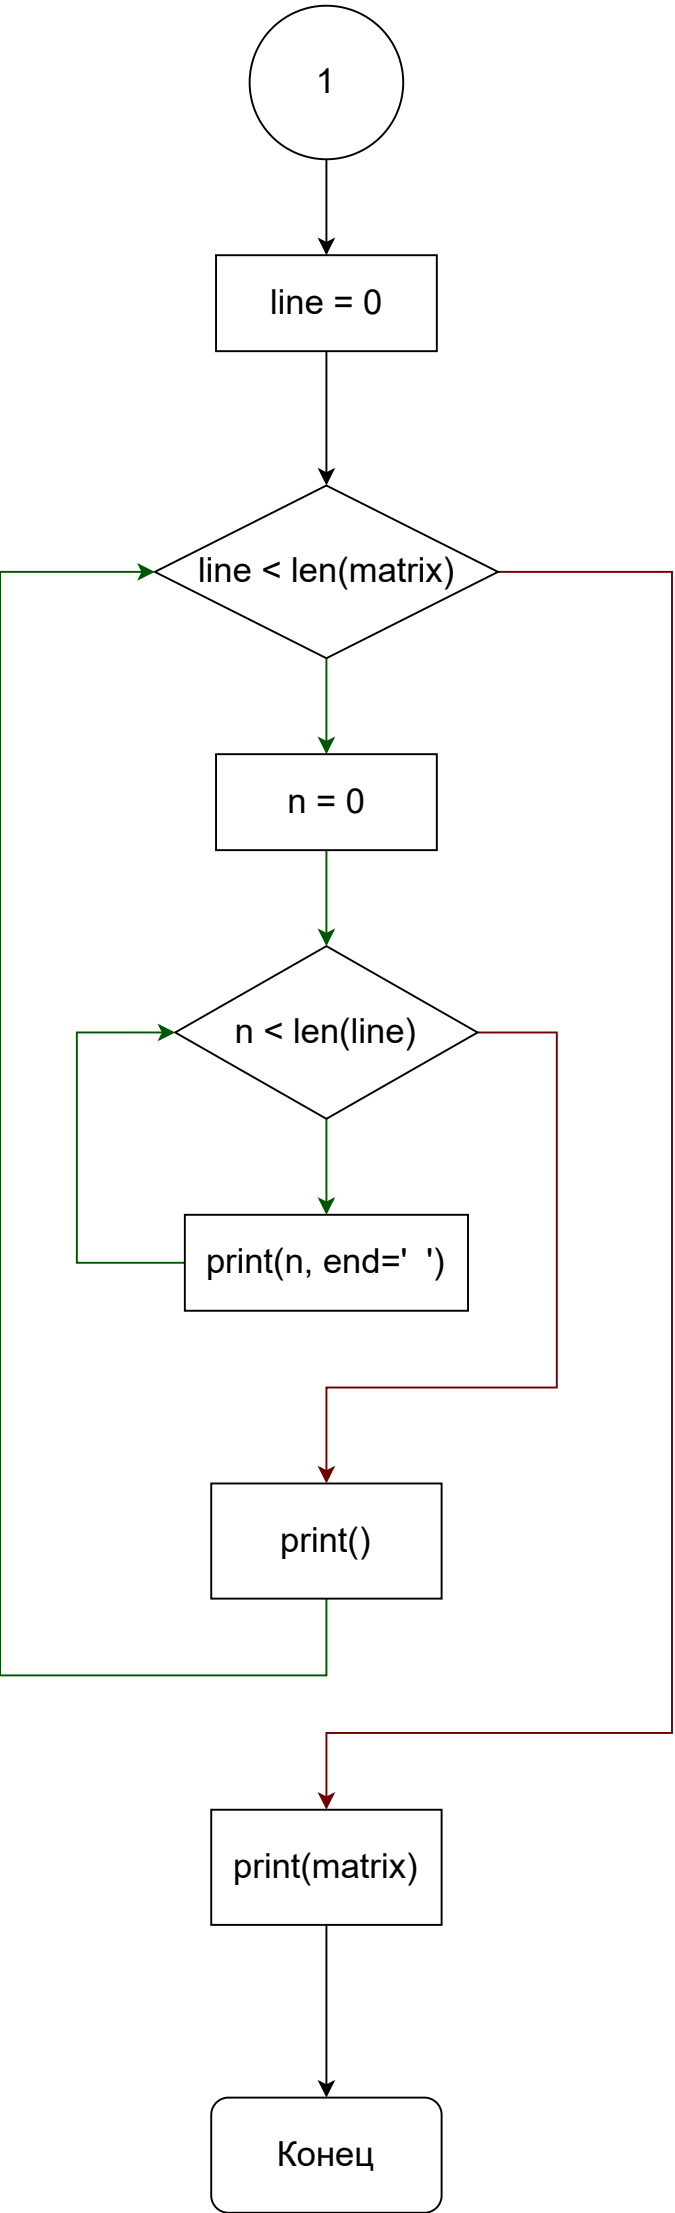 1
line = 0
line < len(matrix)
n = 0
n < len(line)
print(n, end='  ')
print()
print(matrix)
Конец